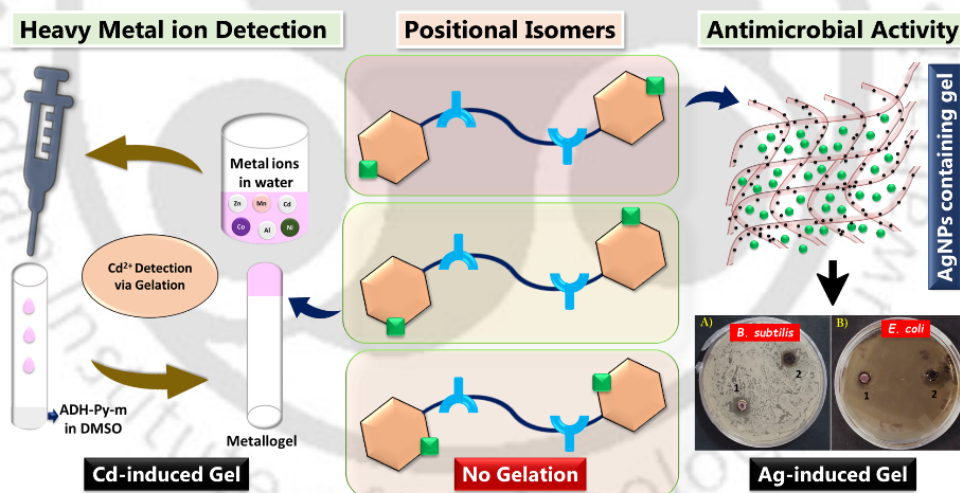 Heavy Metal ion Detection
Positional Isomers
Antimicrobial Activity
Metal ions
in water
Zn
Mn
Cd
Co
Al
Ni
Cd²⁺ Detection
via Gelation
ADH-Py-m
in DMSO
Metallogel
Cd-induced Gel
No Gelation
AgNPs containing gel
A)
B. subtilis
1
2
B)
E. coli
1
2
Ag-induced Gel